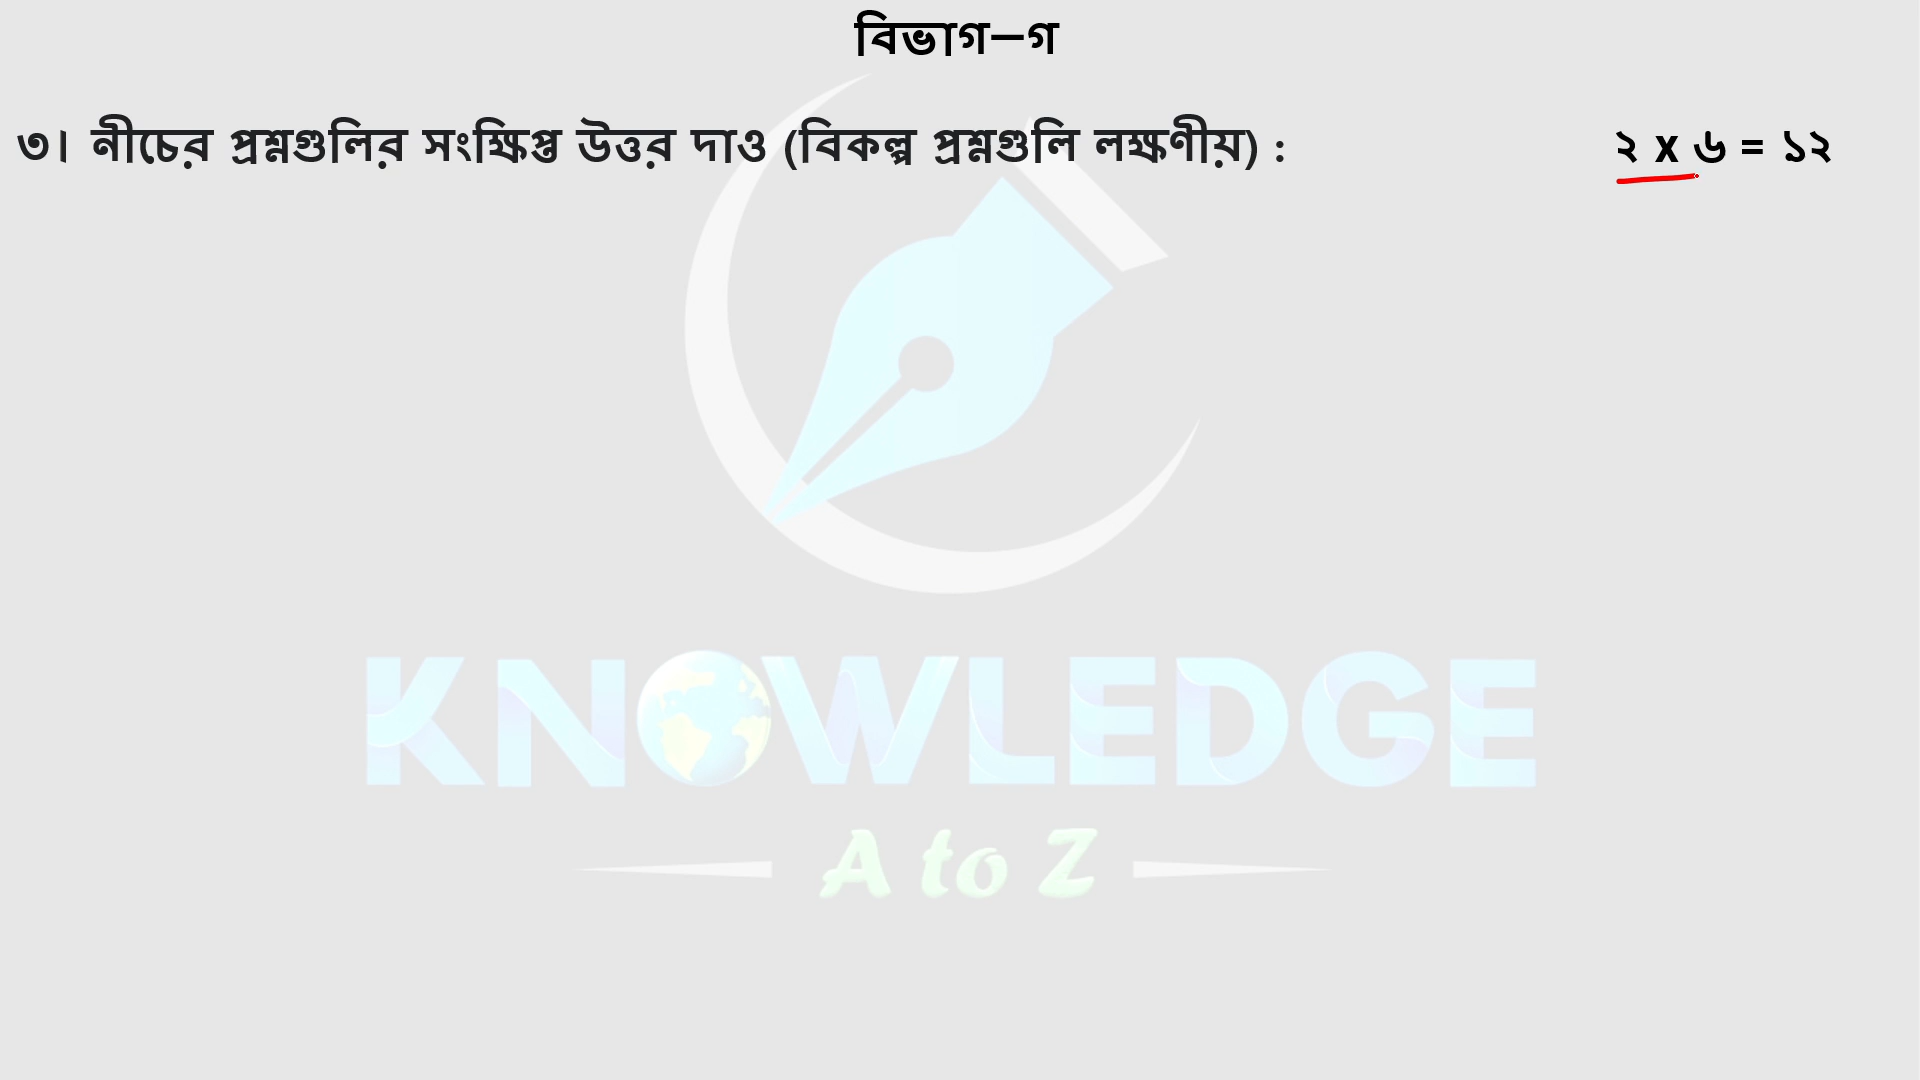 বিভাগ—গ
৩। নীচের প্রশ্নগুলির সংক্ষিপ্ত উত্তর দাও (বিকল্প প্রশ্নগুলি লক্ষণীয়) : ২ x ৬ = ১২
KNOWLEDGE
A to Z